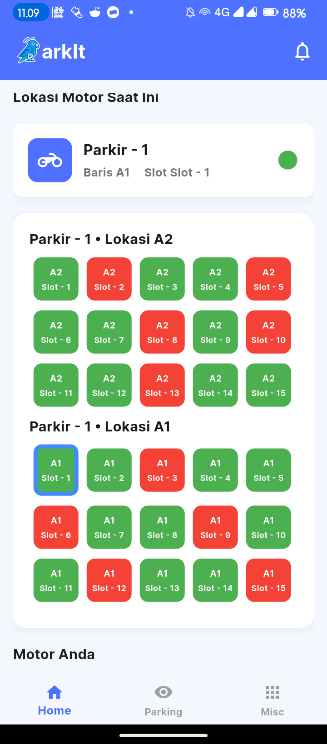 11.09
4G
88%
arkIt
Lokasi Motor Saat Ini
Parkir - 1
Baris A1 Slot Slot - 1
Parkir - 1 • Lokasi A2
A2 A2 A2 A2 A2
Slot - 1 Slot - 2 Slot - 3 Slot - 4 Slot - 5
A2 A2 A2 A2 A2
Slot - 6 Slot - 7 Slot - 8 Slot - 9 Slot - 10
A2 A2 A2 A2 A2
Slot - 11 Slot - 12 Slot - 13 Slot - 14 Slot - 15
Parkir - 1 • Lokasi A1
A1 A1 A1 A1 A1
Slot - 1 Slot - 2 Slot - 3 Slot - 4 Slot - 5
A1 A1 A1 A1 A1
Slot - 6 Slot - 7 Slot - 8 Slot - 9 Slot - 10
A1 A1 A1 A1 A1
Slot - 11 Slot - 12 Slot - 13 Slot - 14 Slot - 15
Motor Anda
Home Parking Misc